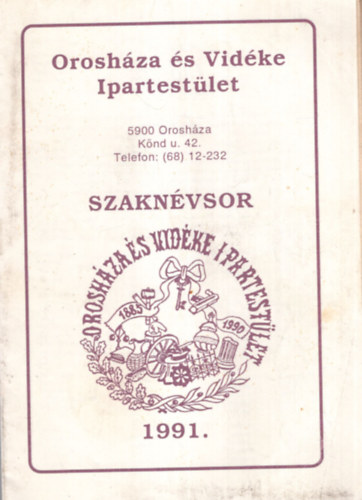 Orosháza és Vidéke
Ipartestület
5900 Orosháza
Könd u. 42.
Telefon: (68) 12-232
SZAKNÉVSOR
OROSHÁZA ÉS VIDÉKE IPARTESTÜLET
1885
1990
1991.